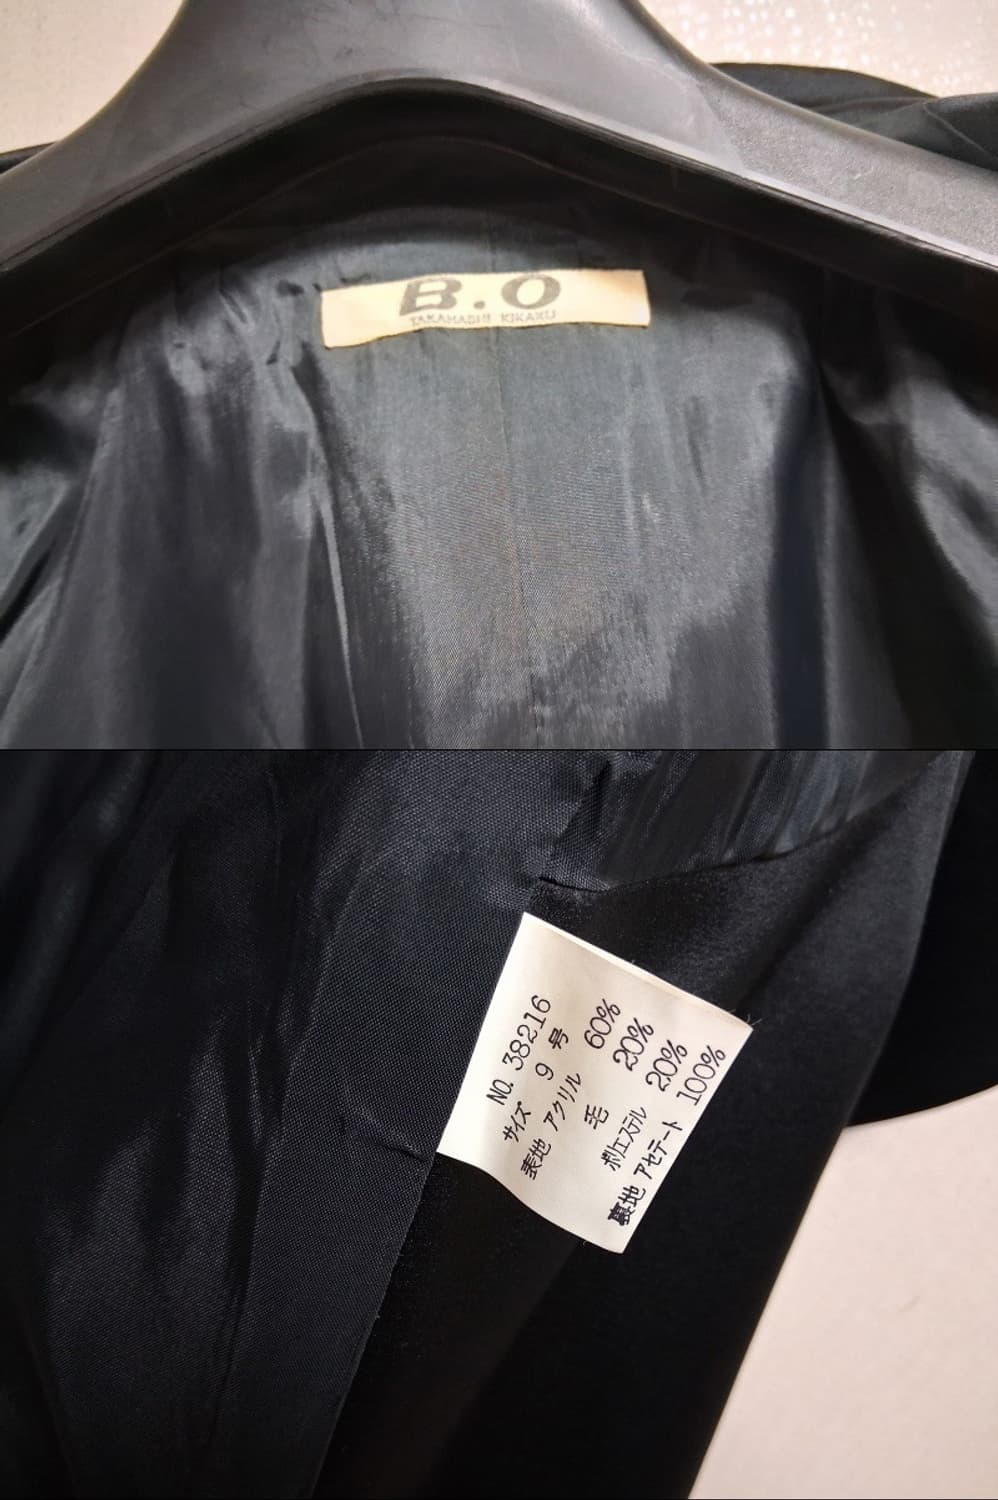 B.O
TAKAHASHI KIKAKU
NO. 38216
サイズ 9 号
表地 アクリル 60%
毛 20%
ポリエステル 20%
裏地 アセテート 100%